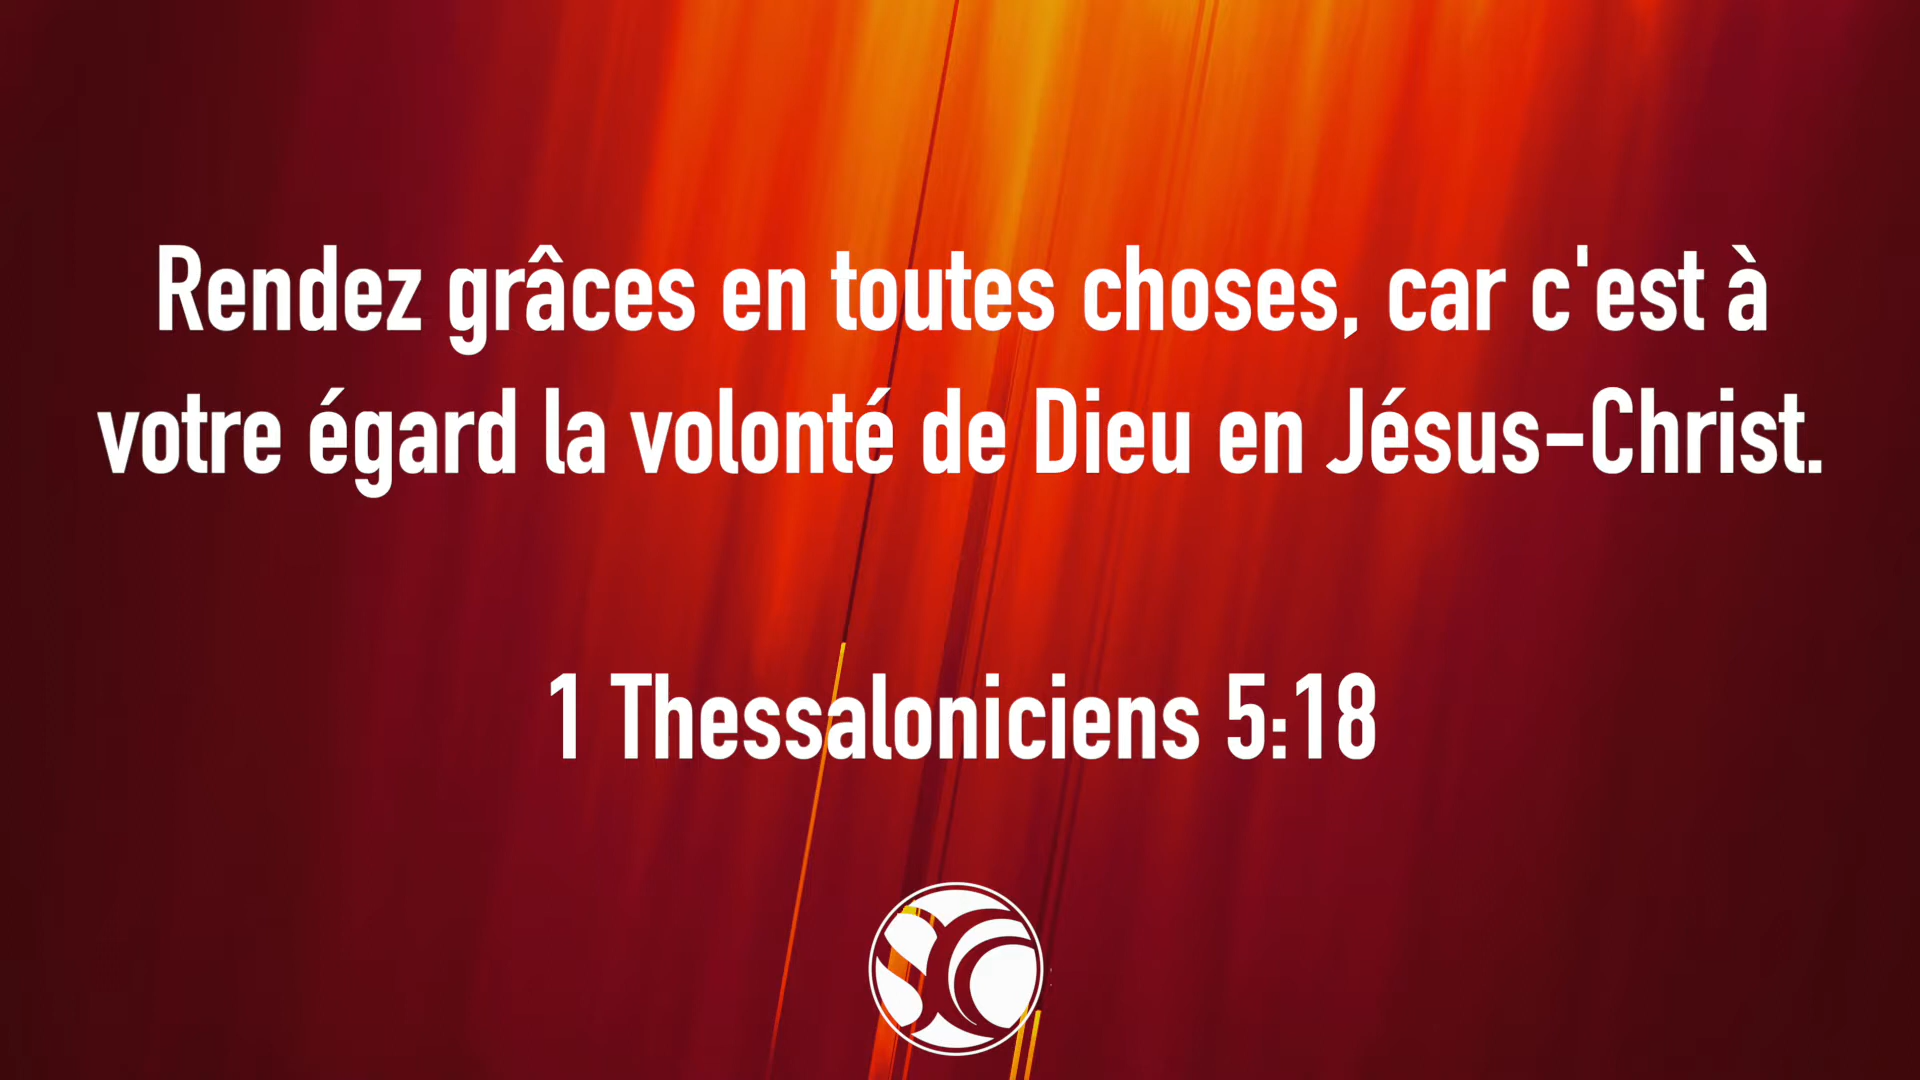 Rendez grâces en toutes choses, car c'est à
votre égard la volonté de Dieu en Jésus-Christ.
1 Thessaloniciens 5:18